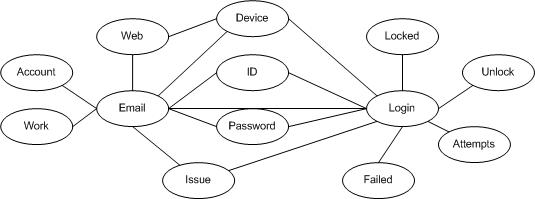 Device
Web
Locked
Account
ID
Unlock
Email
Login
Work
Password
Attempts
Issue
Failed